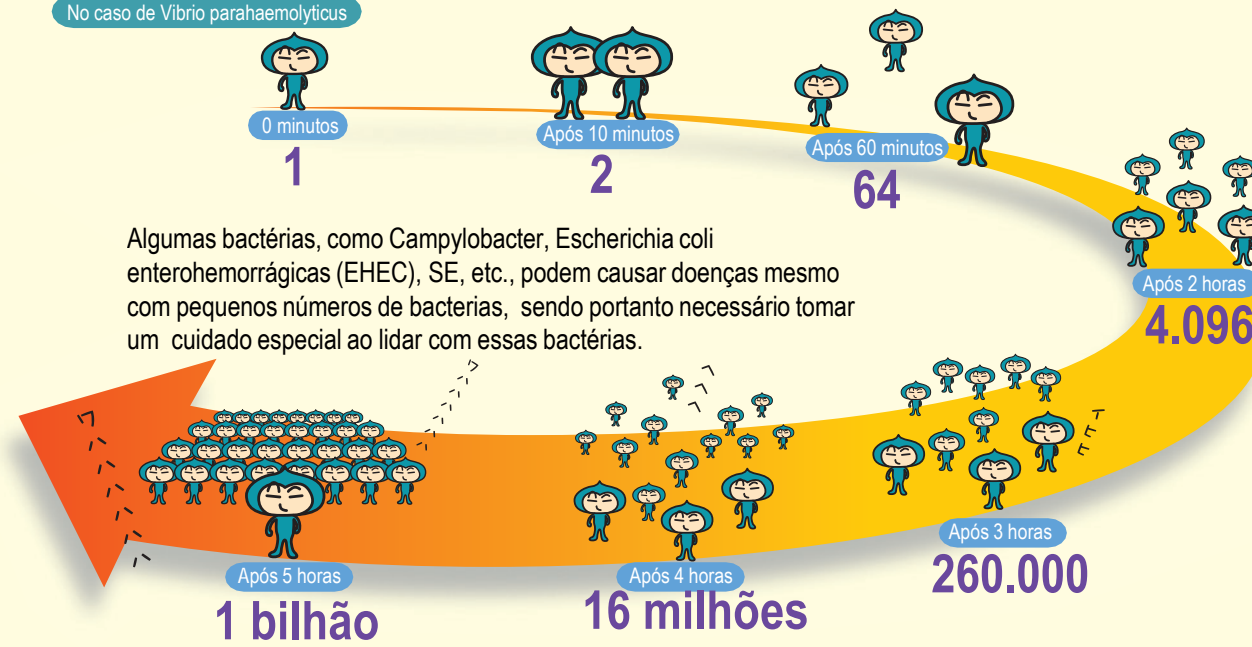 No caso de Vibrio parahaemolyticus
0 minutos
1
Após 10 minutos
2
Após 60 minutos
64
Após 2 horas
4.096
Algumas bactérias, como Campylobacter, Escherichia coli
enterohemorrágicas (EHEC), SE, etc., podem causar doenças mesmo
com pequenos números de bacterias, sendo portanto necessário tomar
um cuidado especial ao lidar com essas bactérias.
Após 3 horas
260.000
Após 4 horas
16 milhões
Após 5 horas
1 bilhão